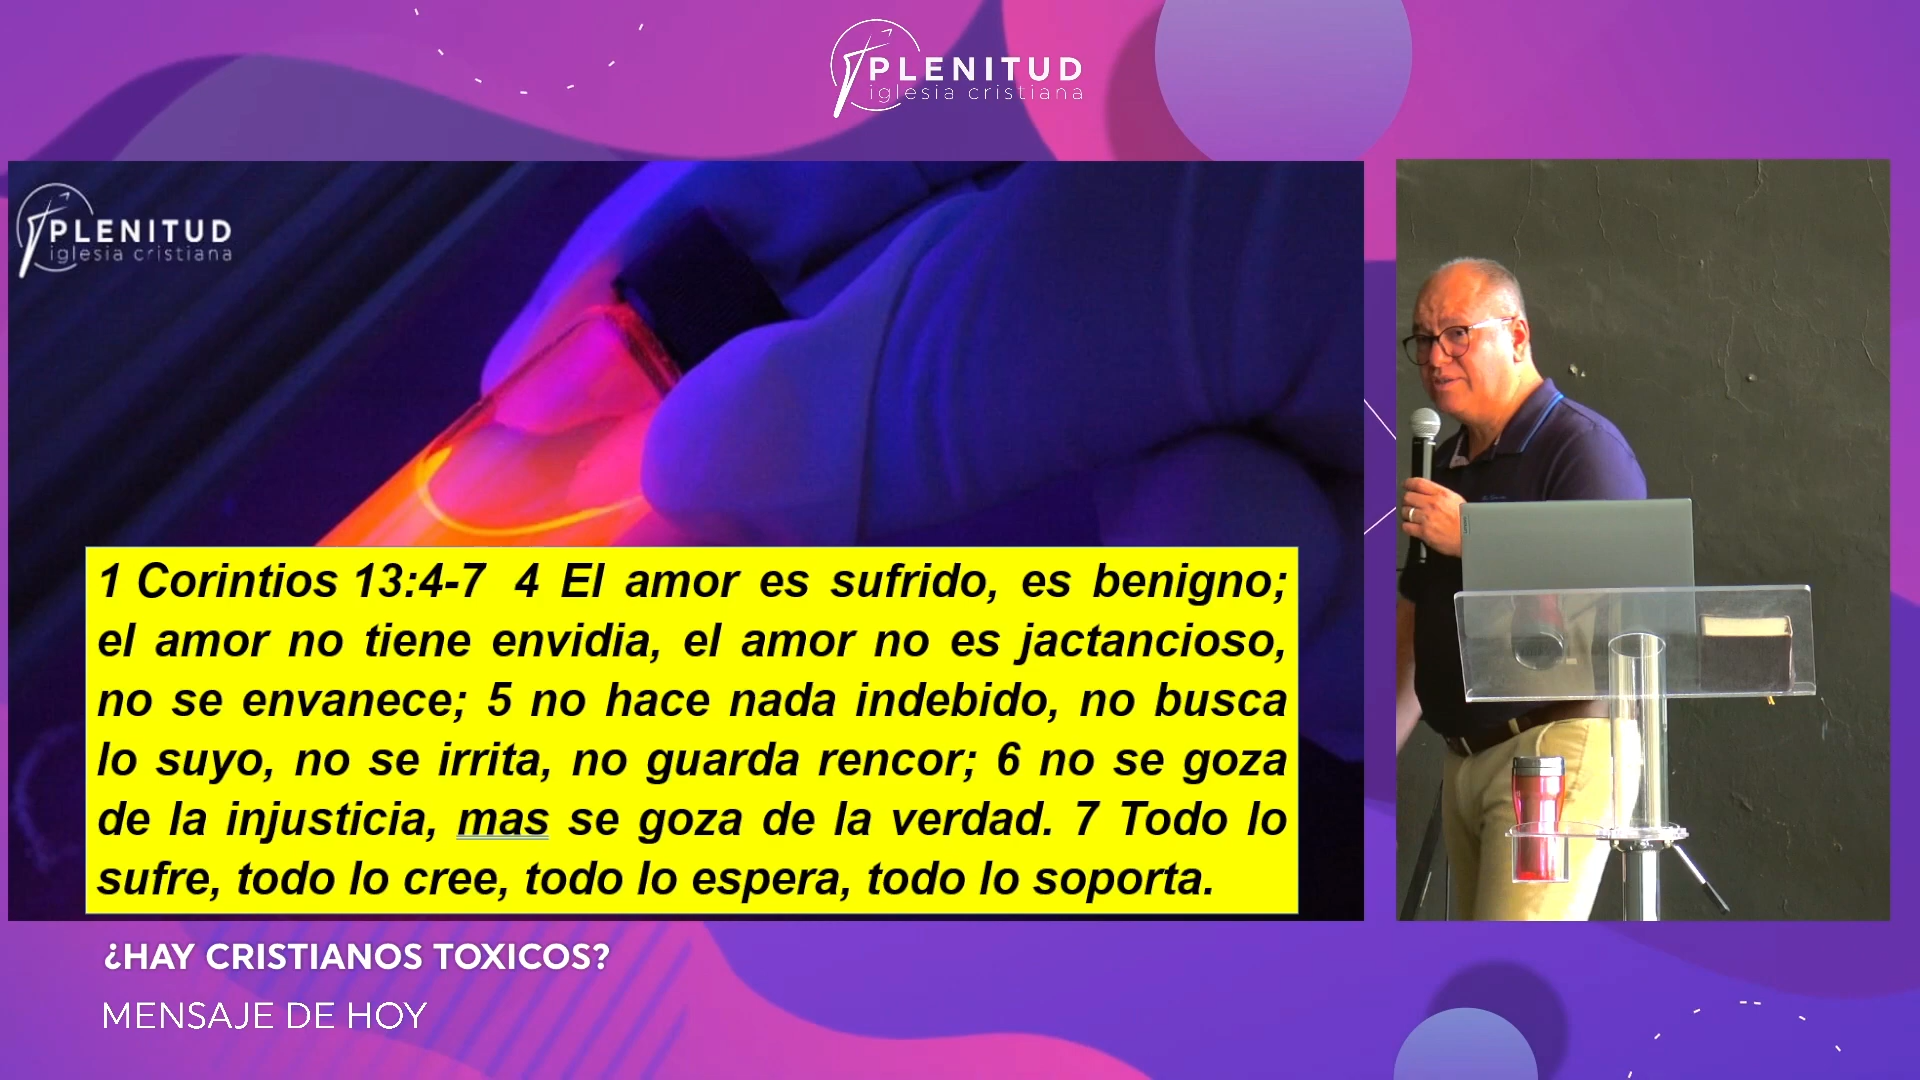 PLENITUD
iglesia cristiana
PLENITUD
iglesia cristiana
1 Corintios 13:4-7 4 El amor es sufrido, es benigno;
el amor no tiene envidia, el amor no es jactancioso,
no se envanece; 5 no hace nada indebido, no busca
lo suyo, no se irrita, no guarda rencor; 6 no se goza
de la injusticia, mas se goza de la verdad. 7 Todo lo
sufre, todo lo cree, todo lo espera, todo lo soporta.
¿HAY CRISTIANOS TOXICOS?
MENSAJE DE HOY